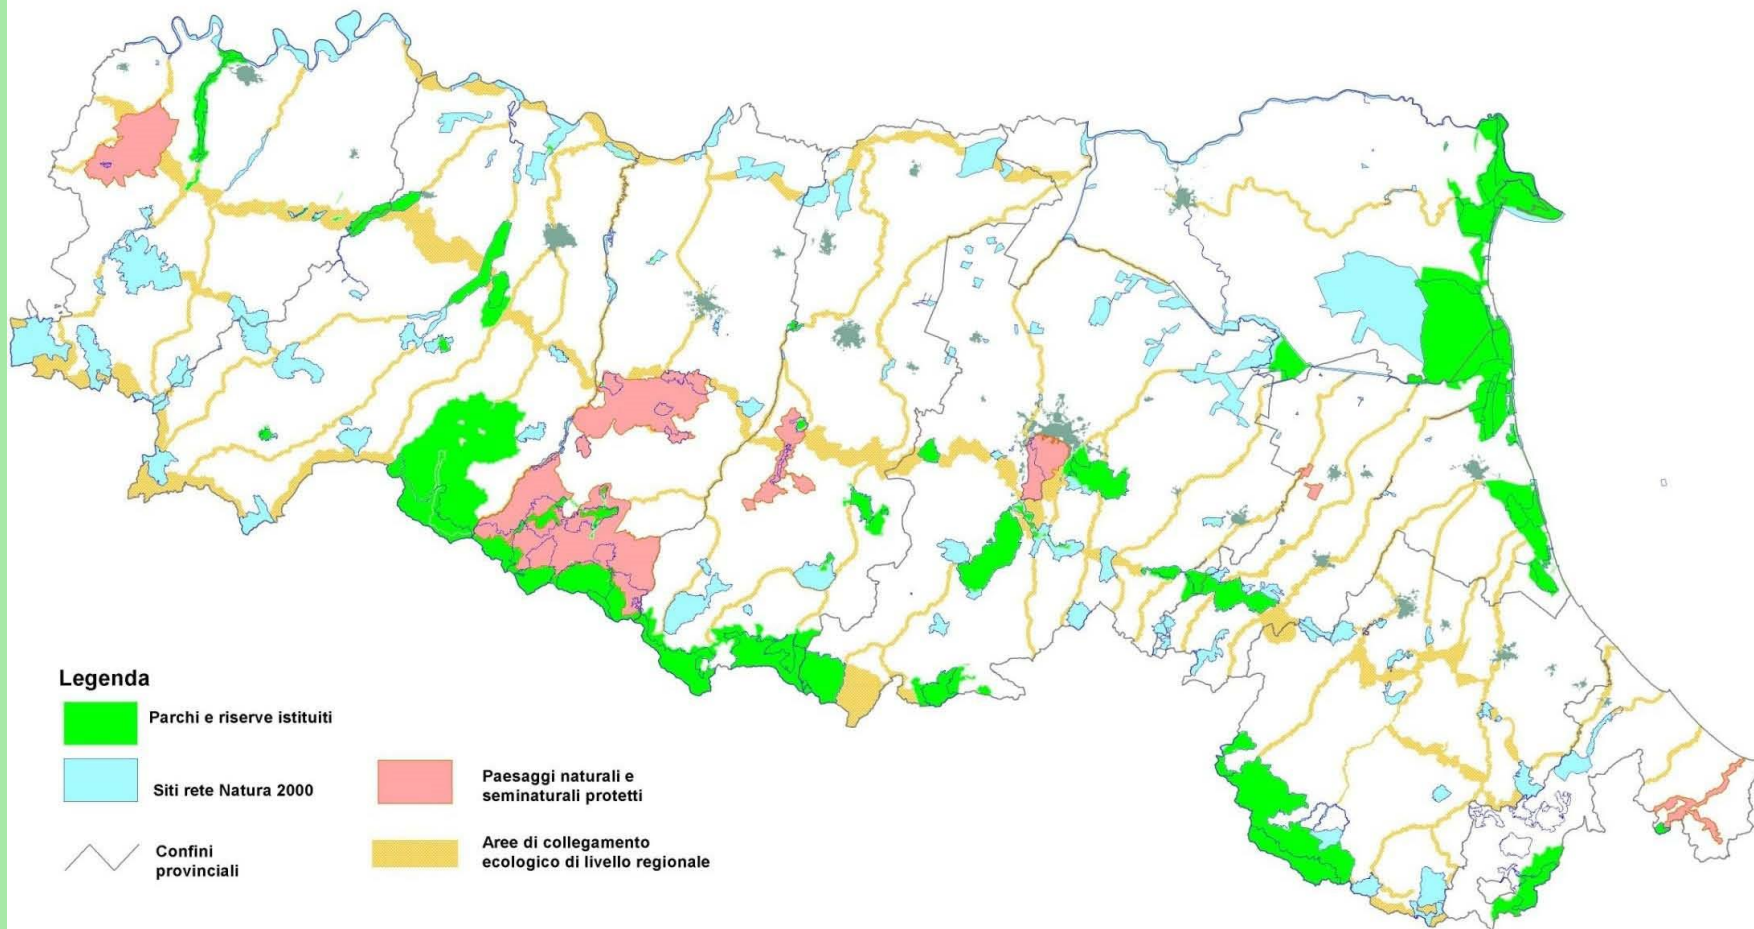 Legenda
Parchi e riserve istituiti
Siti rete Natura 2000
Confini
provinciali
Paesaggi naturali e
seminaturali protetti
Aree di collegamento
ecologico di livello regionale